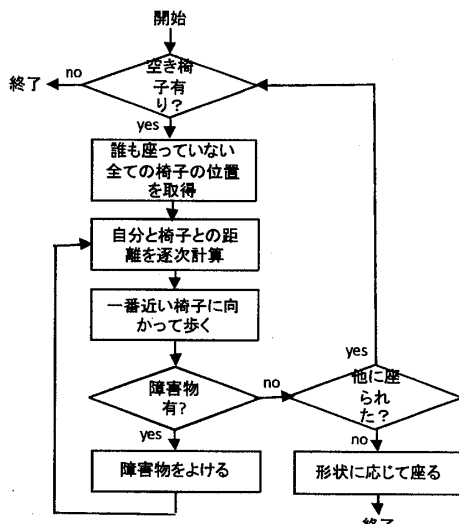 開始
空き椅
子有
り?
no
終了
yes
誰も座っていない
全ての椅子の位置
を取得
自分と椅子との距
離を逐次計算
一番近い椅子に向
かって歩く
障害物
有?
no
yes
障害物をよける
yes
他に座
られ
た?
no
形状に応じて座る
終了